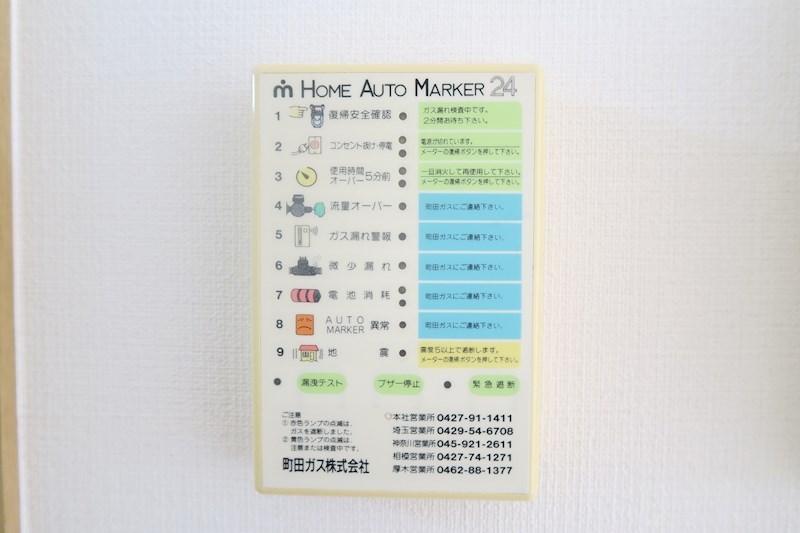 HOME AUTO MARKER 24
1 復帰安全確認 ガス漏れ検査中です。
2分間お待ち下さい。
2 コンセント抜け・停電 電源が切れています。
メーターの復帰ボタンを押して下さい。
3 使用時間
オーバー5分前 一旦消火して再使用して下さい。
メーターの復帰ボタンを押して下さい。
4 流量オーバー 町田ガスにご連絡下さい。
5 ガス漏れ警報 町田ガスにご連絡下さい。
6 微少漏れ 町田ガスにご連絡下さい。
7 電池消耗 町田ガスにご連絡下さい。
8 AUTO
MARKER 異常 町田ガスにご連絡下さい。
9 地震 震度5以上で遮断します。
メーターの復帰ボタンを押して下さい。
漏洩テスト ブザー停止 緊急遮断
ご注意
①赤色ランプの点滅は、
ガスを遮断しました。
②黄色ランプの点滅は、
注意または検査中です。
町田ガス株式会社
本社営業所 0427-91-1411
埼玉営業所 0429-54-6708
神奈川営業所 045-921-2611
相模営業所 0427-74-1271
厚木営業所 0462-88-1377